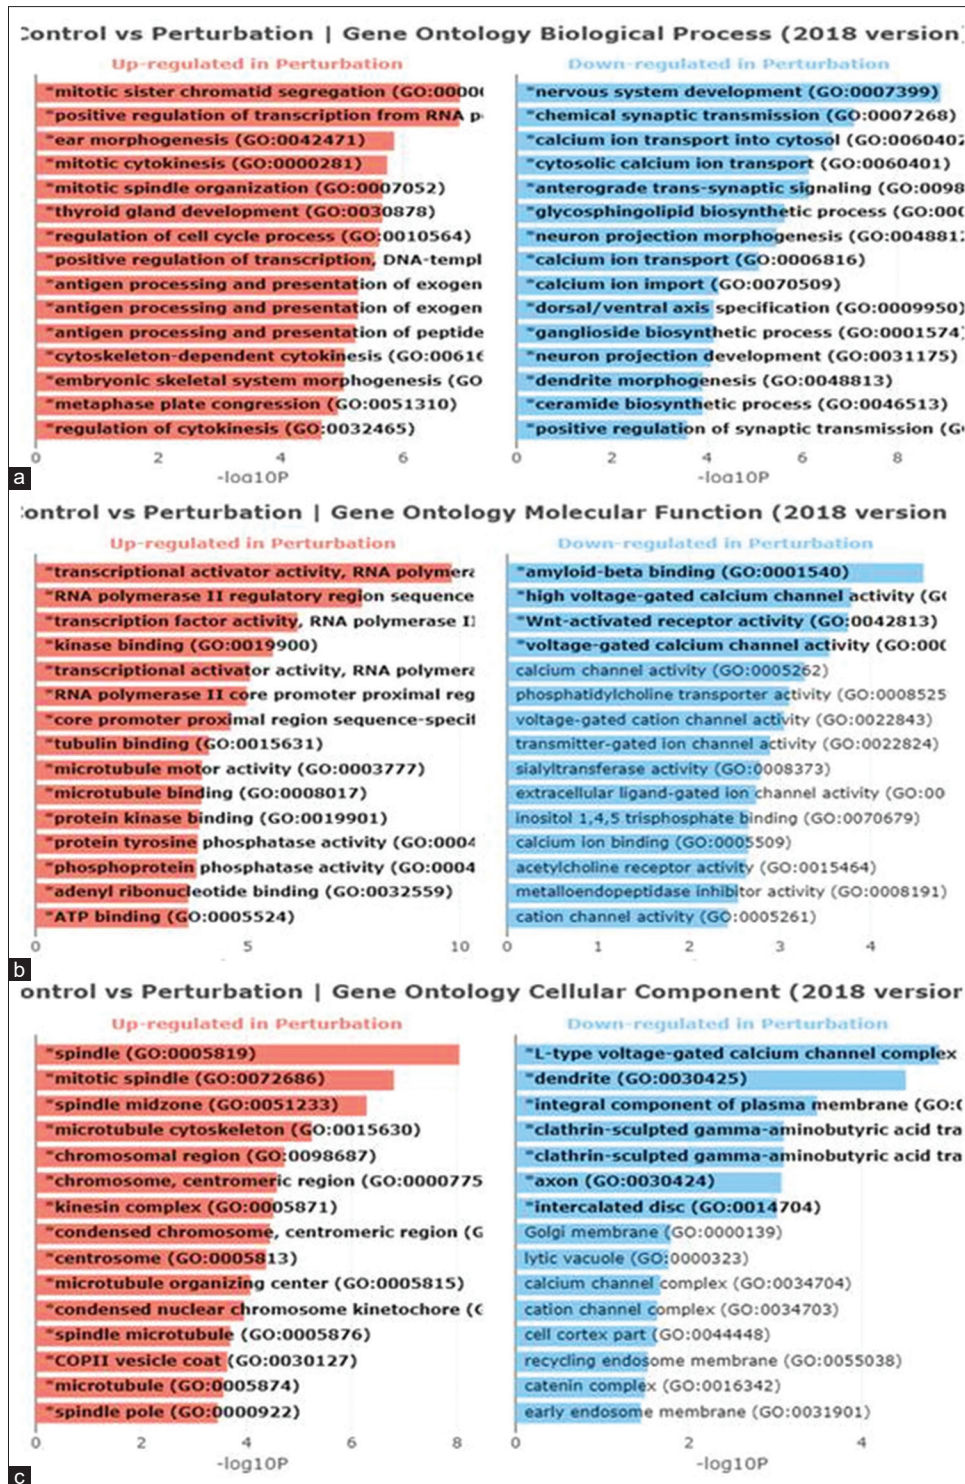 Control vs Perturbation | Gene Ontology Biological Process (2018 version)
Up-regulated in Perturbation
*mitotic sister chromatid segregation (GO:0000
*positive regulation of transcription from RNA p
*ear morphogenesis (GO:0042471)
*mitotic cytokinesis (GO:0000281)
*mitotic spindle organization (GO:0007052)
*thyroid gland development (GO:0030878)
*regulation of cell cycle process (GO:0010564)
*positive regulation of transcription, DNA-templ
*antigen processing and presentation of exogen
*antigen processing and presentation of exogen
*antigen processing and presentation of peptide
*cytoskeleton-dependent cytokinesis (GO:0061
*embryonic skeletal system morphogenesis (GO
*metaphase plate congression (GO:0051310)
*regulation of cytokinesis (GO:0032465)
0 2 4 6
-log10P
Down-regulated in Perturbation
*nervous system development (GO:0007399)
*chemical synaptic transmission (GO:0007268)
*calcium ion transport into cytosol (GO:0060402
*cytosolic calcium ion transport (GO:0060401)
*anterograde trans-synaptic signaling (GO:0098
*glycosphingolipid biosynthetic process (GO:000
*neuron projection morphogenesis (GO:0048812
*calcium ion transport (GO:0006816)
*calcium ion import (GO:0070509)
*dorsal/ventral axis specification (GO:0009950)
*ganglioside biosynthetic process (GO:0001574)
*neuron projection development (GO:0031175)
*dendrite morphogenesis (GO:0048813)
*ceramide biosynthetic process (GO:0046513)
*positive regulation of synaptic transmission (G
0 2 4 6 8
-log10P
a
ontrol vs Perturbation | Gene Ontology Molecular Function (2018 version
Up-regulated in Perturbation
*transcriptional activator activity, RNA polymera
*RNA polymerase II regulatory region sequence
*transcription factor activity, RNA polymerase II
*kinase binding (GO:0019900)
*transcriptional activator activity, RNA polymera
*RNA polymerase II core promoter proximal reg
*core promoter proximal region sequence-specif
*tubulin binding (GO:0015631)
*microtubule motor activity (GO:0003777)
*microtubule binding (GO:0008017)
*protein kinase binding (GO:0019901)
*protein tyrosine phosphatase activity (GO:0004
*phosphoprotein phosphatase activity (GO:0004
*adenyl ribonucleotide binding (GO:0032559)
*ATP binding (GO:0005524)
0 5 10
Down-regulated in Perturbation
*amyloid-beta binding (GO:0001540)
*high voltage-gated calcium channel activity (G
*Wnt-activated receptor activity (GO:0042813)
*voltage-gated calcium channel activity (GO:000
calcium channel activity (GO:0005262)
phosphatidylcholine transporter activity (GO:0008525
voltage-gated cation channel activity (GO:0022843)
transmitter-gated ion channel activity (GO:0022824)
sialyltransferase activity (GO:0008373)
extracellular ligand-gated ion channel activity (GO:00
inositol 1,4,5 trisphosphate binding (GO:0070679)
calcium ion binding (GO:0005509)
acetylcholine receptor activity (GO:0015464)
metalloendopeptidase inhibitor activity (GO:0008191)
cation channel activity (GO:0005261)
0 1 2 3 4
b
ontrol vs Perturbation | Gene Ontology Cellular Component (2018 version
Up-regulated in Perturbation
*spindle (GO:0005819)
*mitotic spindle (GO:0072686)
*spindle midzone (GO:0051233)
*microtubule cytoskeleton (GO:0015630)
*chromosomal region (GO:0098687)
*chromosome, centromeric region (GO:0000775
*kinesin complex (GO:0005871)
*condensed chromosome, centromeric region (G
*centrosome (GO:0005813)
*microtubule organizing center (GO:0005815)
*condensed nuclear chromosome kinetochore (G
*spindle microtubule (GO:0005876)
*COPII vesicle coat (GO:0030127)
*microtubule (GO:0005874)
*spindle pole (GO:0000922)
0 2 4 6 8
-log10P
Down-regulated in Perturbation
*L-type voltage-gated calcium channel complex
*dendrite (GO:0030425)
*integral component of plasma membrane (GO:0
*clathrin-sculpted gamma-aminobutyric acid tra
*clathrin-sculpted gamma-aminobutyric acid tra
*axon (GO:0030424)
*intercalated disc (GO:0014704)
Golgi membrane (GO:0000139)
lytic vacuole (GO:0000323)
calcium channel complex (GO:0034704)
cation channel complex (GO:0034703)
cell cortex part (GO:0044448)
recycling endosome membrane (GO:0055038)
catenin complex (GO:0016342)
early endosome membrane (GO:0031901)
0 2 4
-log10P
c